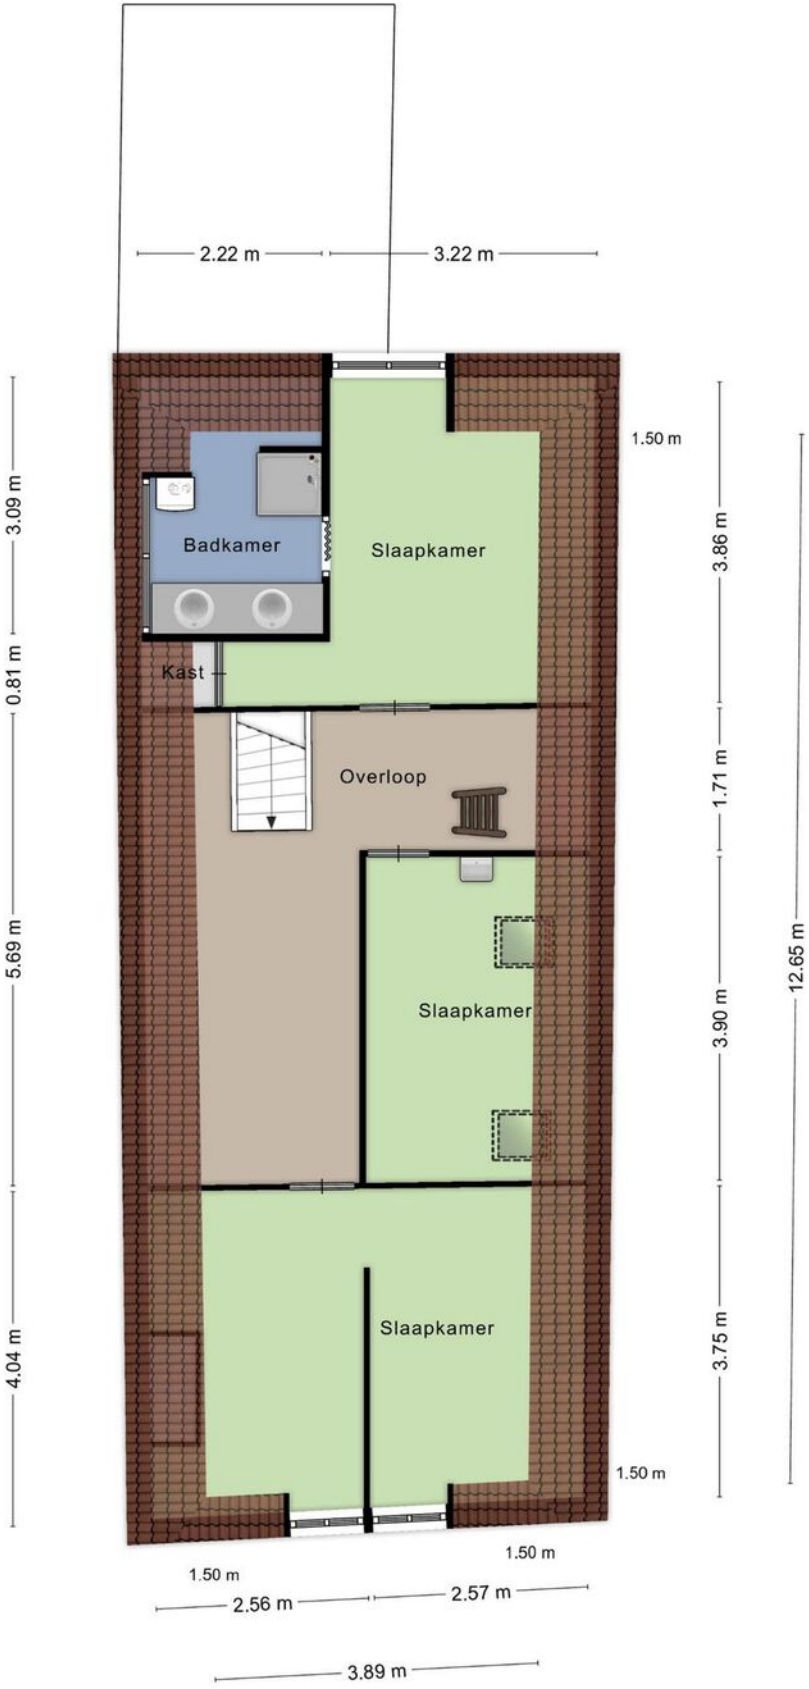 2.22 m
3.22 m
1.50 m
3.09 m
3.86 m
Badkamer
Slaapkamer
0.81 m
Kast
Overloop
1.71 m
5.69 m
12.65 m
3.90 m
Slaapkamer
Slaapkamer
4.04 m
3.75 m
1.50 m
1.50 m
1.50 m
2.56 m
2.57 m
3.89 m